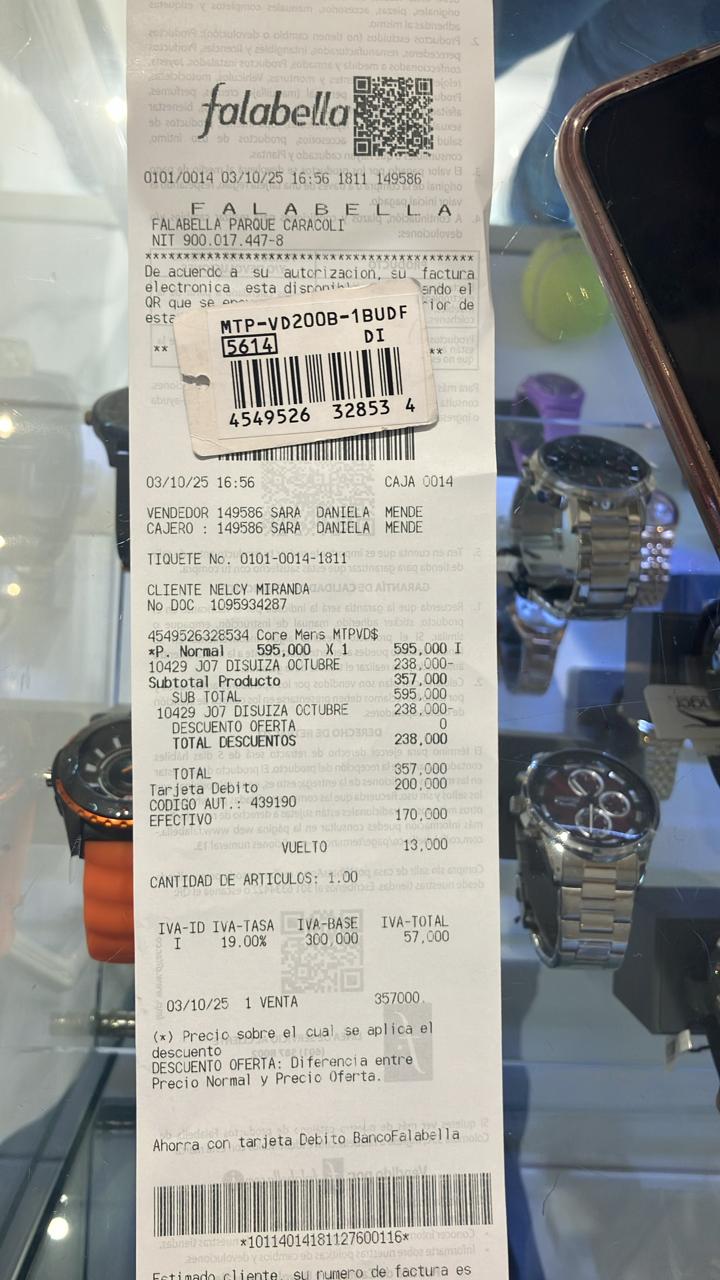 falabella
0101/0014 03/10/25 16:56 1811 149586
F A L A B E L L A
FALABELLA PARQUE CARACOLI
NIT 900.017.447-8
************************************************
De acuerdo a su autorizacion, su factura
electronica esta ando el
QR que se rior de
esta
MTP-VD200B-1BUDF
5614 DI
4549526 32853 4
** **
03/10/25 16:56 CAJA 0014
VENDEDOR 149586 SARA DANIELA MENDE
CAJERO : 149586 SARA DANIELA MENDE
TIQUETE No. 0101-0014-1811
CLIENTE NELCY MIRANDA
No DOC 1095934287
4549526328534 Core Mens MTPVD$
*P. Normal 595,000 X 1 595,000 I
10429 J07 DISUIZA OCTUBRE 238,000-
Subtotal Producto 357,000
SUB TOTAL 595,000
10429 J07 DISUIZA OCTUBRE 238,000-
DESCUENTO OFERTA 0
TOTAL DESCUENTOS 238,000
TOTAL 357,000
Tarjeta Debito 200,000
CODIGO AUT.: 439190
EFECTIVO 170,000
VUELTO 13,000
CANTIDAD DE ARTICULOS: 1.00
IVA-ID IVA-TASA IVA-BASE IVA-TOTAL
I 19.00% 300,000 57,000
03/10/25 1 VENTA 357000.
(*) Precio sobre el cual se aplica el
descuento
DESCUENTO OFERTA: Diferencia entre
Precio Normal y Precio Oferta.
Ahorra con tarjeta Debito BancoFalabella
*10114014181127600116*
Estimado cliente, su numero de factura es